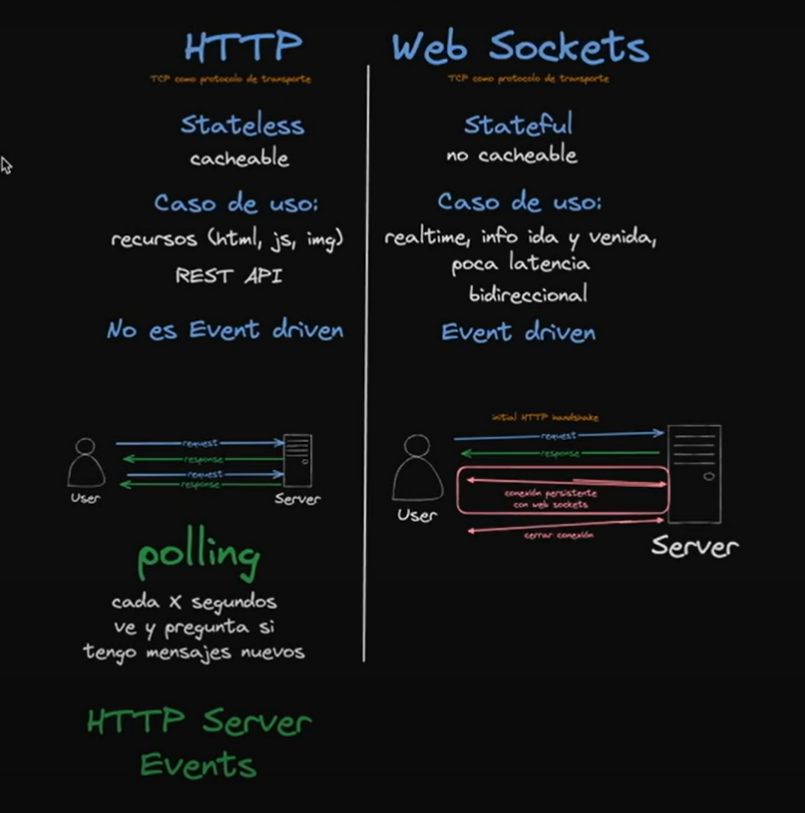 HTTP
TCP como protocolo de transporte
Stateless
cacheable
Caso de uso:
recursos (html, js, img)
REST API
No es Event driven
request
response
request
response
User
Server
polling
cada X segundos
ve y pregunta si
tengo mensajes nuevos
HTTP Server
Events
Web Sockets
TCP como protocolo de transporte
Stateful
no cacheable
Caso de uso:
realtime, info ida y venida,
poca latencia
bidireccional
Event driven
initial HTTP handshake
request
response
conexión persistente
con web sockets
cerrar conexión
User
Server